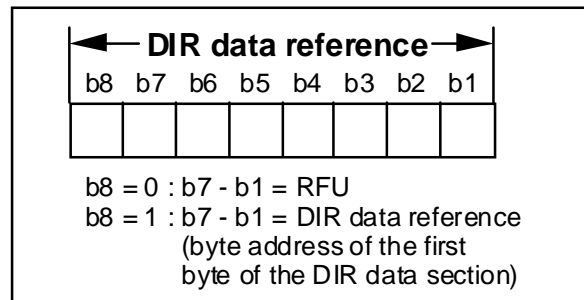 DIR data reference
b8 b7 b6 b5 b4 b3 b2 b1
b8 = 0 : b7 - b1 = RFU
b8 = 1 : b7 - b1 = DIR data reference
(byte address of the first
byte of the DIR data section)